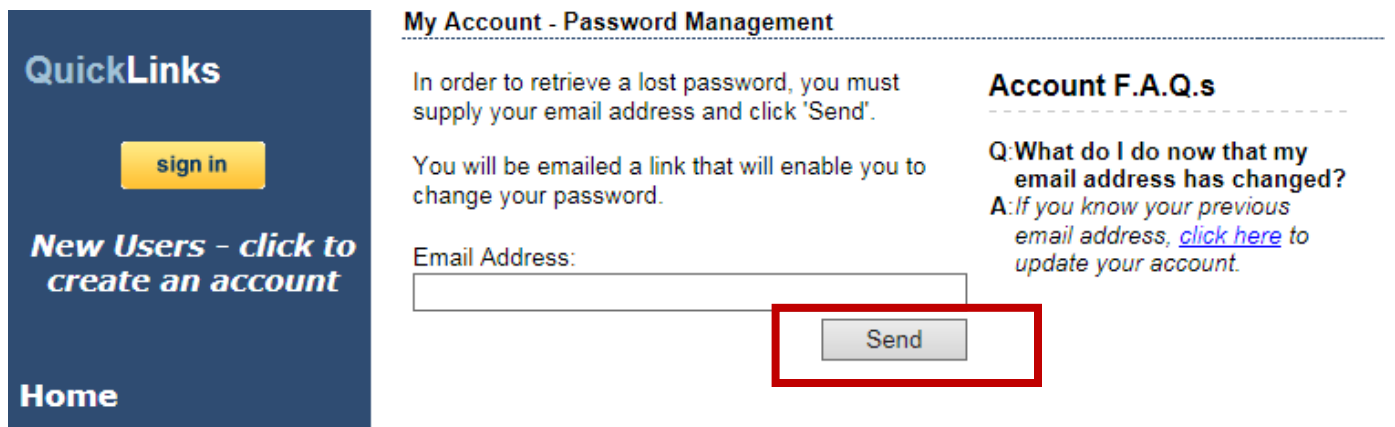 QuickLinks
sign in
New Users - click to
create an account
Home
My Account - Password Management
In order to retrieve a lost password, you must
supply your email address and click 'Send'.
You will be emailed a link that will enable you to
change your password.
Email Address:
Send
Account F.A.Q.s
Q:What do I do now that my
email address has changed?
A:If you know your previous
email address, click here to
update your account.